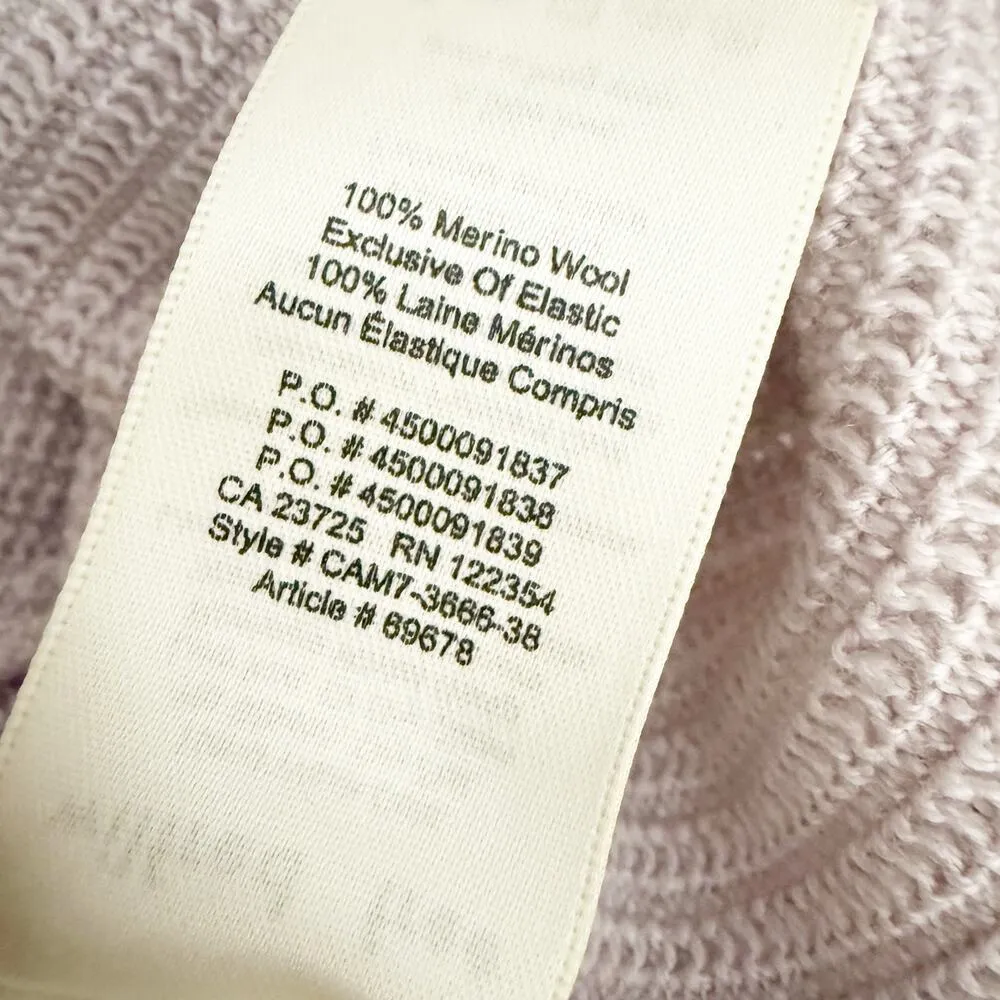 100% Merino Wool
Exclusive Of Elastic
100% Laine Mérinos
Aucun Élastique Compris
P.O. # 4500091837
P.O. # 4500091838
P.O. # 4500091839
CA 23725 RN 122354
Style # CAM7-3666-36
Article # 69678